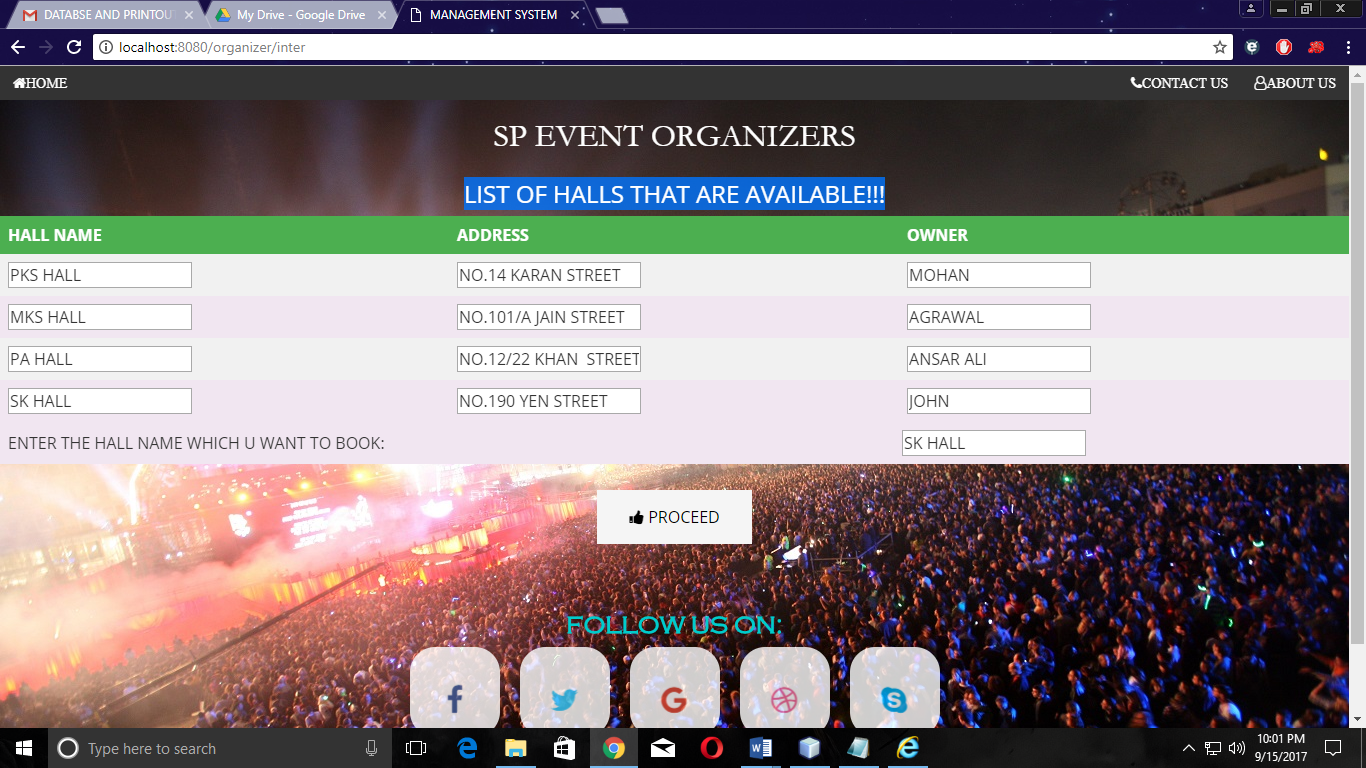 DATABSE AND PRINTOUT
My Drive - Google Drive
MANAGEMENT SYSTEM
localhost:8080/organizer/inter
HOME
CONTACT US
ABOUT US
SP EVENT ORGANIZERS
LIST OF HALLS THAT ARE AVAILABLE!!!
HALL NAME ADDRESS OWNER
PKS HALL NO.14 KARAN STREET MOHAN
MKS HALL NO.101/A JAIN STREET AGRAWAL
PA HALL NO.12/22 KHAN  STREET ANSAR ALI
SK HALL NO.190 YEN STREET JOHN
ENTER THE HALL NAME WHICH U WANT TO BOOK: SK HALL
PROCEED
FOLLOW US ON:
Type here to search
10:01 PM
9/15/2017